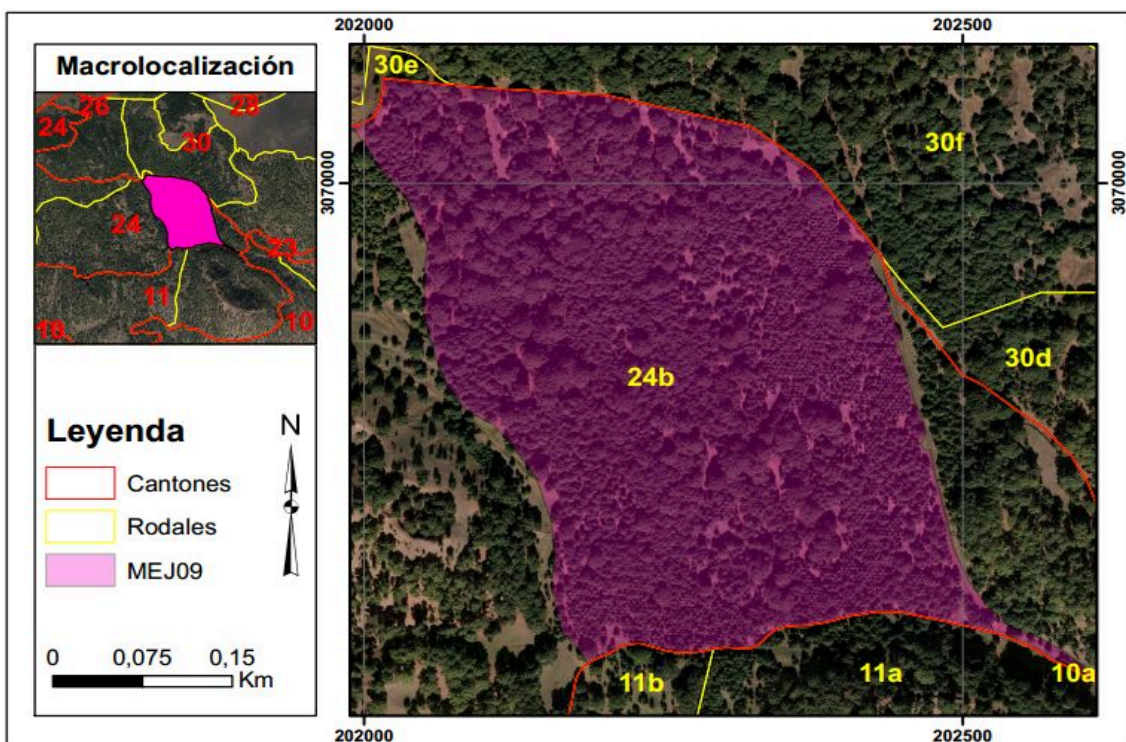 Macrolocalización
26
28
24
30
24
23
11
10
10
Leyenda
N
Cantones
Rodales
MEJ09
0 0,075 0,15
Km
202000 202500
30e
30f
3070000 3070000
30d
24b
11b
11a
10a
202000 202500